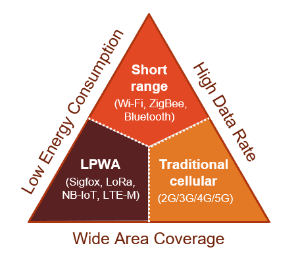 Low Energy Consumption
High Data Rate
Short
range
(Wi-Fi, ZigBee,
Bluetooth)
LPWA
(Sigfox, LoRa,
NB-IoT, LTE-M)
Traditional
cellular
(2G/3G/4G/5G)
Wide Area Coverage